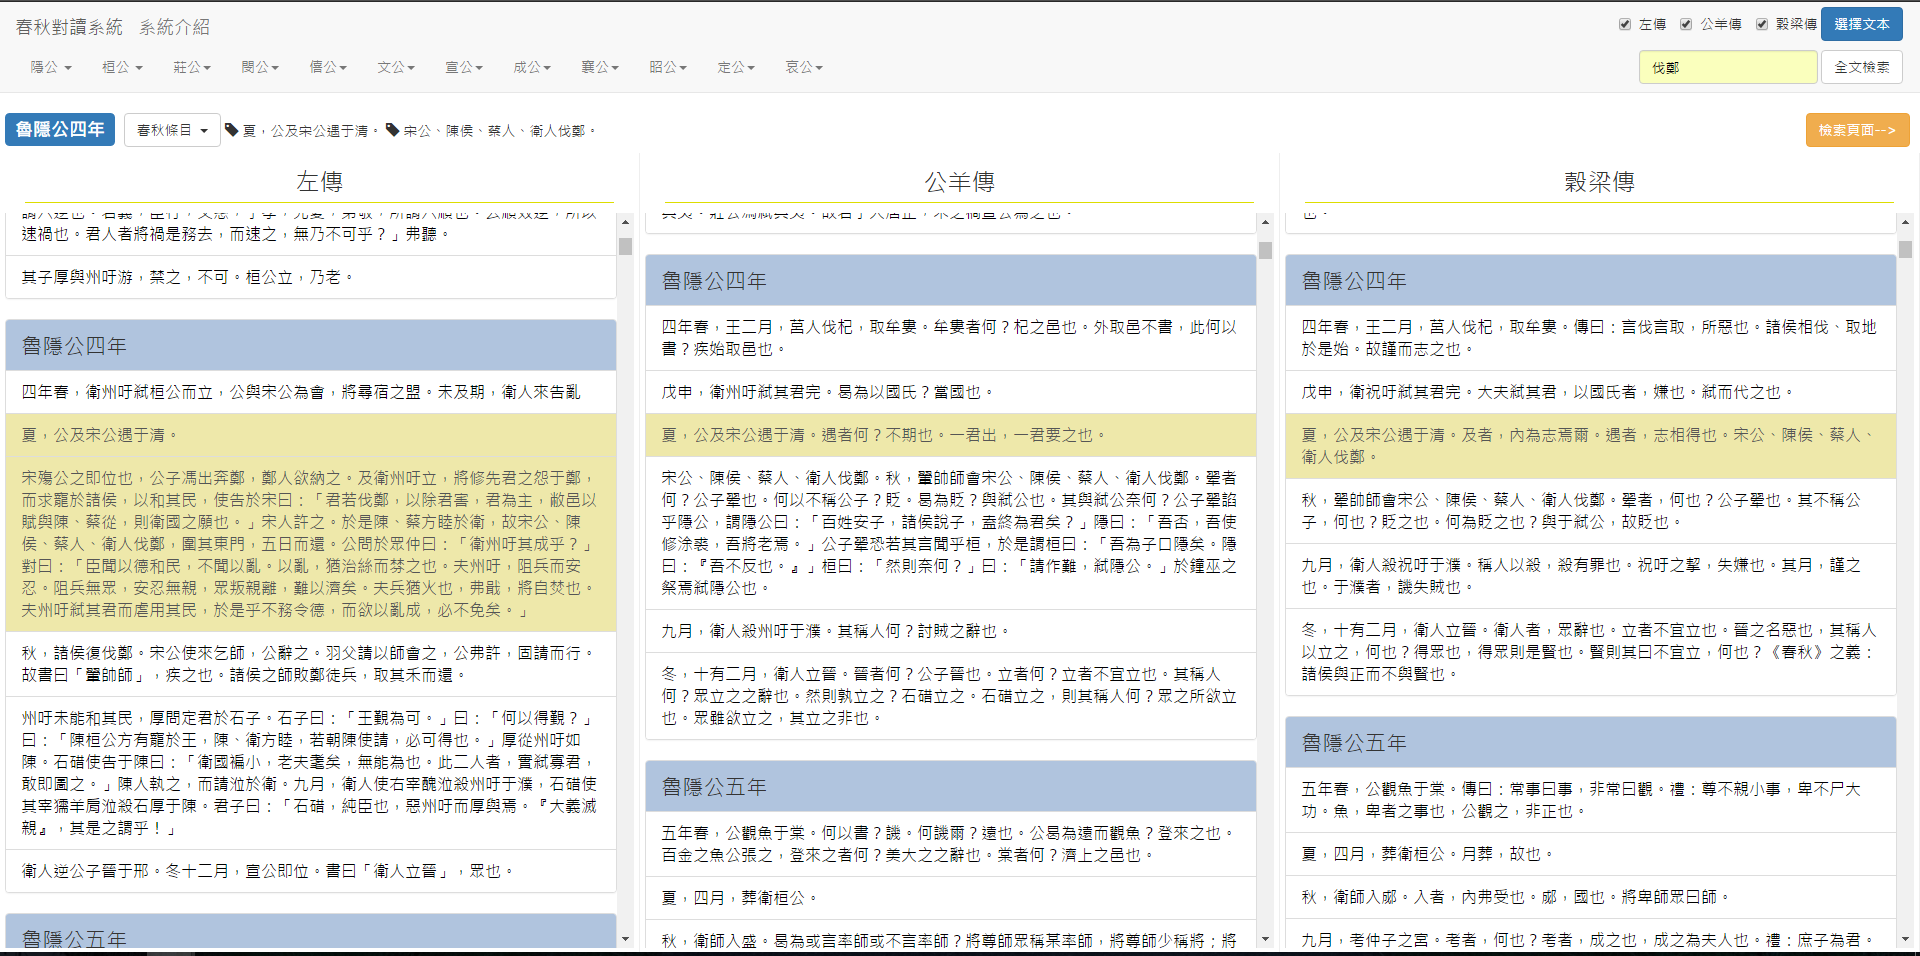 春秋對讀系統 系統介紹
左傳 公羊傳 穀梁傳 選擇文本
隱公 桓公 莊公 閔公 僖公 文公 宣公 成公 襄公 昭公 定公 哀公
伐鄭 全文檢索
魯隱公四年 春秋條目 夏，公及宋公遇于清。 宋公、陳侯、蔡人、衛人伐鄭。
檢索頁面-->
左傳
速禍也。君人者將禍是務去，而速之，無乃不可乎？」弗聽。
其子厚與州吁游，禁之，不可。桓公立，乃老。
魯隱公四年
四年春，衛州吁弒桓公而立，公與宋公為會，將尋宿之盟。未及期，衛人來告亂
夏，公及宋公遇于清。
宋殤公之即位也，公子馮出奔鄭，鄭人欲納之。及衛州吁立，將修先君之怨于鄭，
而求寵於諸侯，以和其民，使告於宋曰：「君若伐鄭，以除君害，君為主，敝邑以
賦與陳、蔡從，則衛國之願也。」宋人許之。於是陳、蔡方睦於衛，故宋公、陳
侯、蔡人、衛人伐鄭，圍其東門，五日而還。公問於眾仲曰：「衛州吁其成乎？」
對曰：「臣聞以德和民，不聞以亂。以亂，猶治絲而棼之也。夫州吁，阻兵而安
忍。阻兵無眾，安忍無親，眾叛親離，難以濟矣。夫兵猶火也，弗戢，將自焚也。
夫州吁弒其君而虐用其民，於是乎不務令德，而欲以亂成，必不免矣。」
秋，諸侯復伐鄭。宋公使來乞師，公辭之。羽父請以師會之，公弗許，固請而行。
故書曰「翬帥師」，疾之也。諸侯之師敗鄭徒兵，取其禾而還。
州吁未能和其民，厚問定君於石子。石子曰：「王覲為可。」曰：「何以得覲？」
曰：「陳桓公方有寵於王，陳、衛方睦，若朝陳使請，必可得也。」厚從州吁如
陳。石碏使告于陳曰：「衛國褊小，老夫耄矣，無能為也。此二人者，實弒寡君，
敢即圖之。」陳人執之，而請涖於衛。九月，衛人使右宰醜涖殺州吁于濮，石碏使
其宰獳羊肩涖殺石厚于陳。君子曰：「石碏，純臣也，惡州吁而厚與焉。『大義滅
親』，其是之謂乎！」
衛人逆公子晉于邢。冬十二月，宣公即位。書曰「衛人立晉」，眾也。
魯隱公五年
公羊傳
魯隱公四年
四年春，王二月，莒人伐杞，取牟婁。牟婁者何？杞之邑也。外取邑不書，此何以
書？疾始取邑也。
戊申，衛州吁弒其君完。曷為以國氏？當國也。
夏，公及宋公遇于清。遇者何？不期也。一君出，一君要之也。
宋公、陳侯、蔡人、衛人伐鄭。秋，翬帥師會宋公、陳侯、蔡人、衛人伐鄭。翬者
何？公子翬也。何以不稱公子？貶。曷為貶？與弒公也。其與弒公奈何？公子翬諂
乎隱公，謂隱公曰：「百姓安子，諸侯說子，盍終為君矣？」隱曰：「吾否，吾使
修涂裘，吾將老焉。」公子翬恐若其言聞乎桓，於是謂桓曰：「吾為子口隱矣。隱
曰：『吾不反也。』」桓曰：「然則奈何？」曰：「請作難，弒隱公。」於鐘巫之
祭焉弒隱公也。
九月，衛人殺州吁于濮。其稱人何？討賊之辭也。
冬，十有二月，衛人立晉。晉者何？公子晉也。立者何？立者不宜立也。其稱人
何？眾立之之辭也。然則孰立之？石碏立之。石碏立之，則其稱人何？眾之所欲立
也。眾雖欲立之，其立之非也。
魯隱公五年
五年春，公觀魚于棠。何以書？譏。何譏爾？遠也。公曷為遠而觀魚？登來之也。
百金之魚公張之，登來之者何？美大之之辭也。棠者何？濟上之邑也。
夏，四月，葬衛桓公。
秋，衛師入盛。曷為或言率師或不言率師？將尊師眾稱某率師，將尊師少稱將；將
穀梁傳
也。
魯隱公四年
四年春，王二月，莒人伐杞，取牟婁。傳曰：言伐言取，所惡也。諸侯相伐、取地
於是始。故謹而志之也。
戊申，衛祝吁弒其君完。大夫弒其君，以國氏者，嫌也。弒而代之也。
夏，公及宋公遇于清。及者，內為志焉爾。遇者，志相得也。宋公、陳侯、蔡人、
衛人伐鄭。
秋，翬帥師會宋公、陳侯、蔡人、衛人伐鄭。翬者，何也？公子翬也。其不稱公
子，何也？貶之也。何為貶之也？與于弒公，故貶也。
九月，衛人殺祝吁于濮。稱人以殺，殺有罪也。祝吁之挈，失嫌也。其月，謹之
也。于濮者，譏失賊也。
冬，十有二月，衛人立晉。衛人者，眾辭也。立者不宜立也。晉之名惡也，其稱人
以立之，何也？得眾也，得眾則是賢也。賢則其曰不宜立，何也？《春秋》之義：
諸侯與正而不與賢也。
魯隱公五年
五年春，公觀魚于棠。傳曰：常事曰事，非常曰觀。禮：尊不親小事，卑不尸大
功。魚，卑者之事也，公觀之，非正也。
夏，四月，葬衛桓公。月葬，故也。
秋，衛師入郕。入者，內弗受也。郕，國也。將卑師眾曰師。
九月，考仲子之宮。考者，何也？考者，成之也，成之為夫人也。禮：庶子為君。